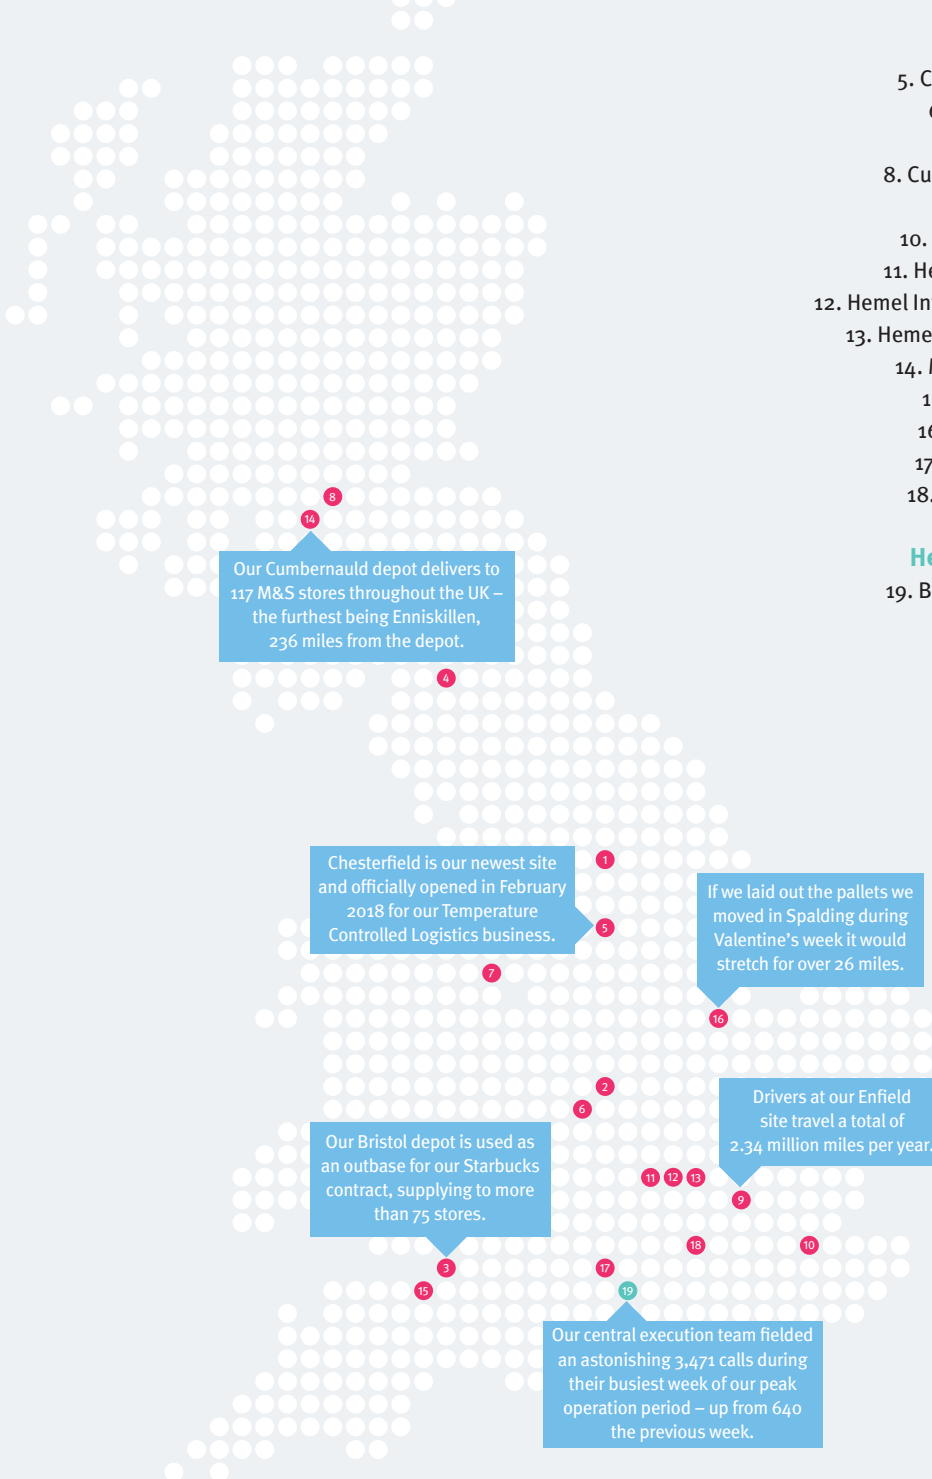 5. C
8. Cu
10.
11. He
12. Hemel In
13. Heme
14.
16
17
18.
He
19. B
8
14
Our Cumbernauld depot delivers to
117 M&S stores throughout the UK –
the furthest being Enniskillen,
236 miles from the depot.
4
Chesterfield is our newest site
and officially opened in February
2018 for our Temperature
Controlled Logistics business.
1
5
7
If we laid out the pallets we
moved in Spalding during
Valentine's week it would
stretch for over 26 miles.
16
2
6
Drivers at our Enfield
site travel a total of
2.34 million miles per year.
Our Bristol depot is used as
an outbase for our Starbucks
contract, supplying to more
than 75 stores.
11 12 13
9
18
10
3
17
15
19
Our central execution team fielded
an astonishing 3,471 calls during
their busiest week of our peak
operation period – up from 640
the previous week.